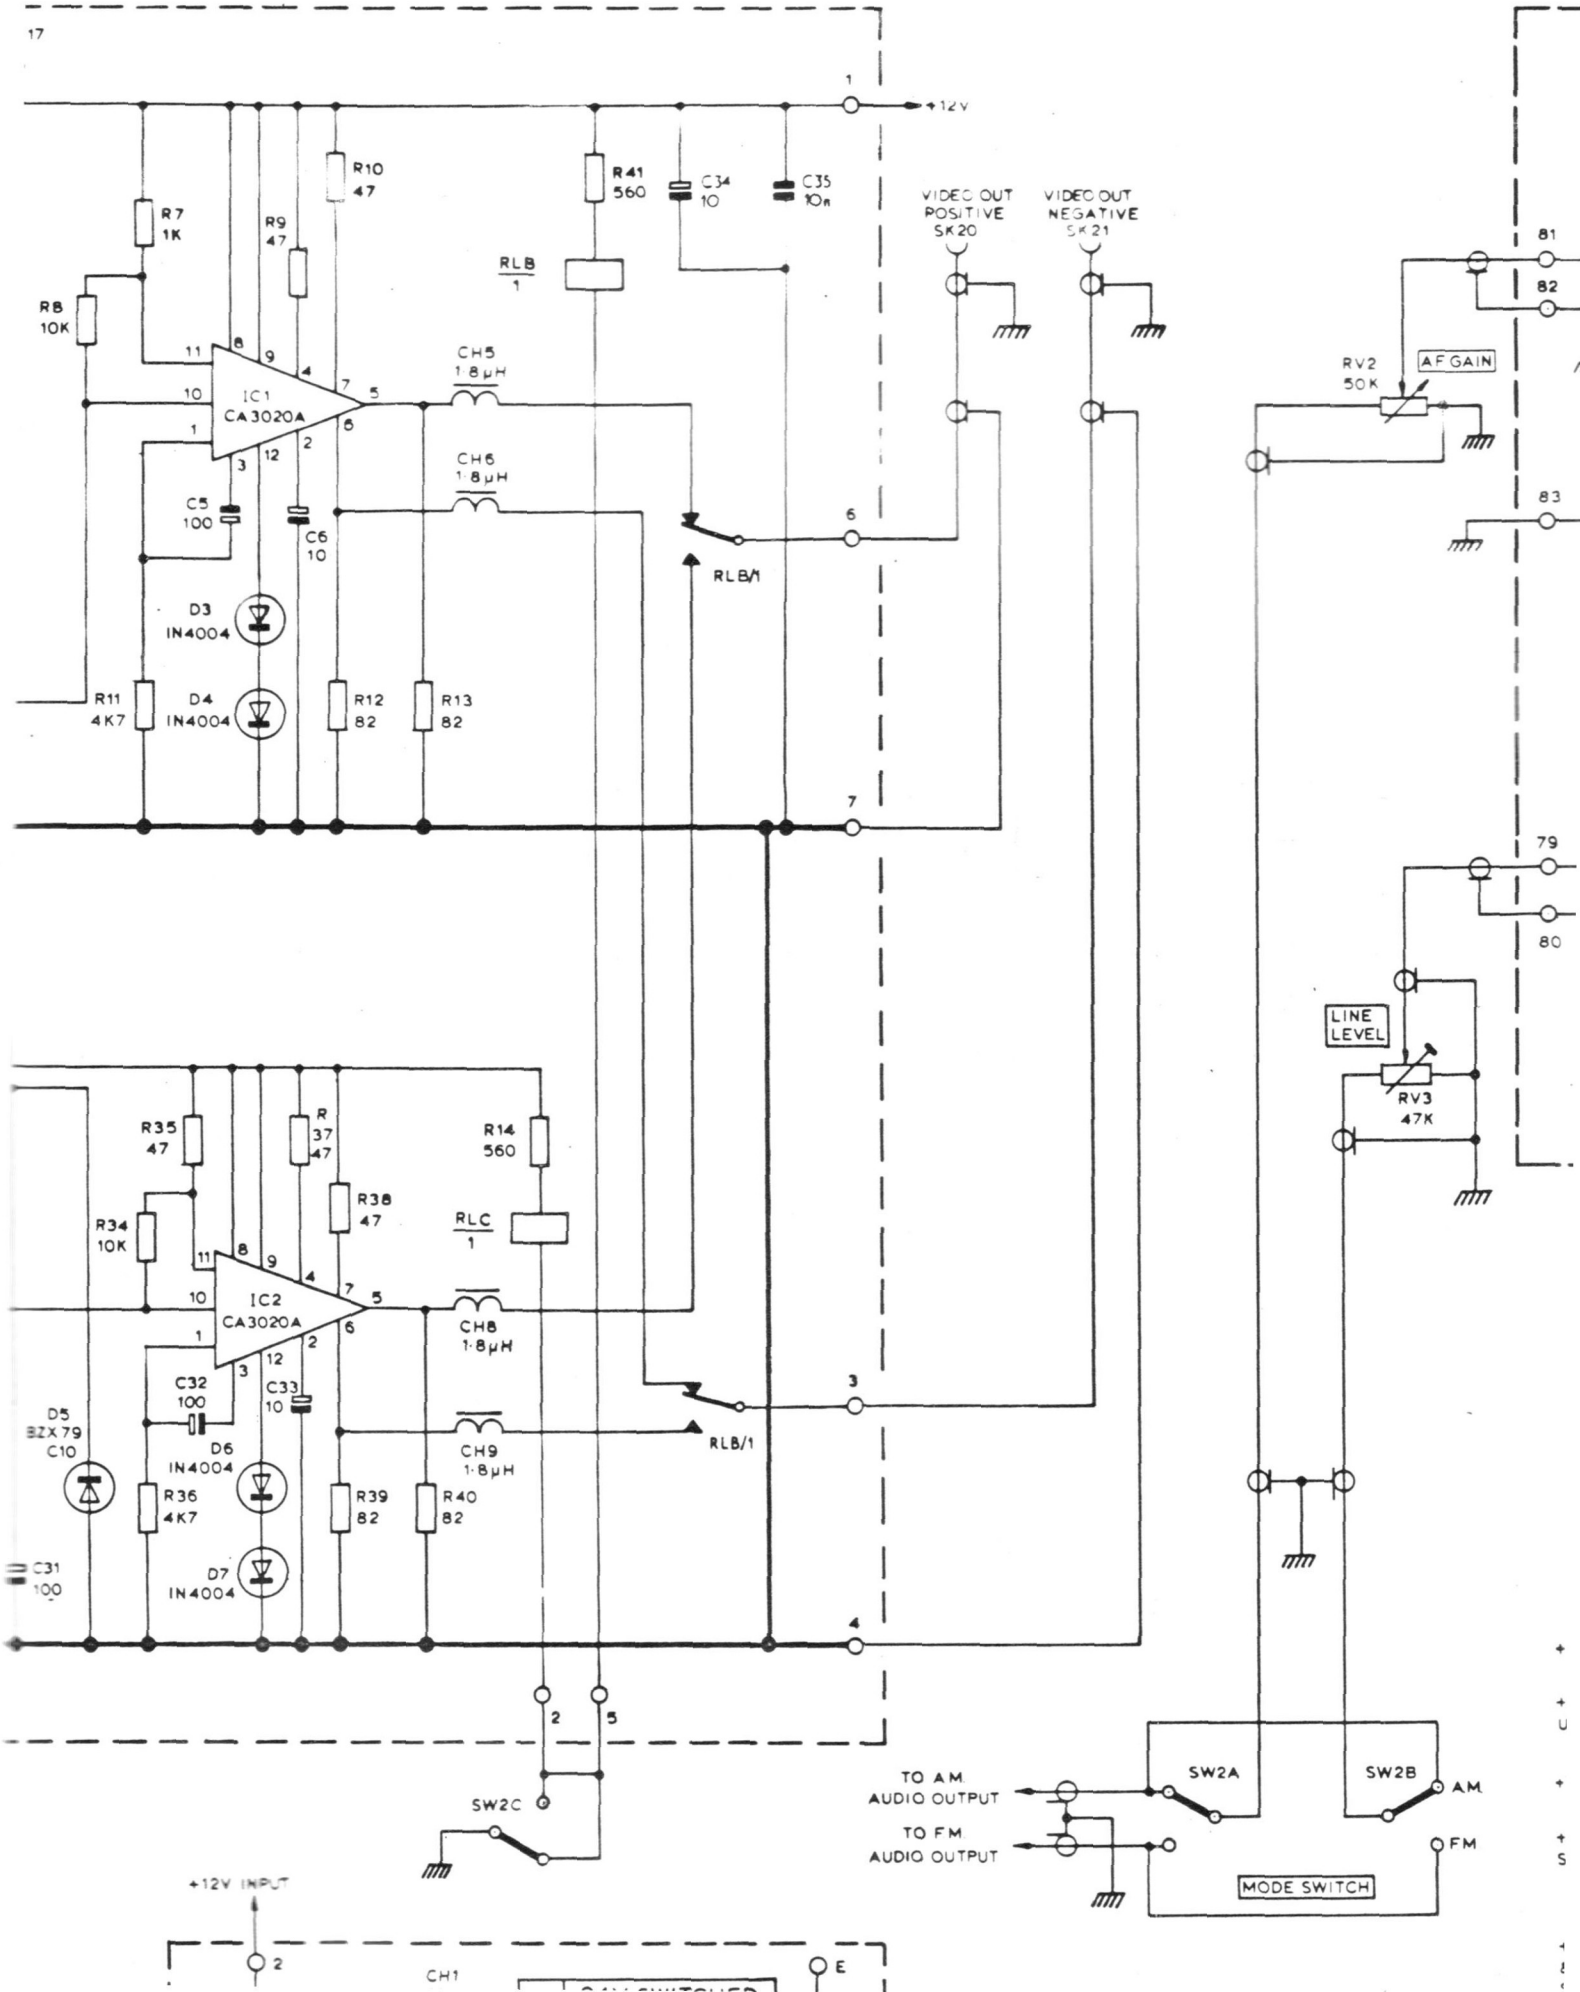 17
1
+12V
R10
47
R41
560
C34
10
C35
10n
VIDEO OUT
POSITIVE
SK20
VIDEO OUT
NEGATIVE
SK21
R7
1K
R9
47
81
RLB
1
82
R8
10K
11
8
9
4
CH5
1·8µH
RV2
50K
AF GAIN
7
10
IC1
CA3020A
5
1
6
2
3
12
CH6
1·8µH
C5
100
C6
10
6
83
RLB/1
D3
IN4004
R11
4K7
D4
IN4004
R12
82
R13
82
7
79
80
LINE
LEVEL
RV3
47K
R35
47
R
37
47
R14
560
R38
47
RLC
1
R34
10K
11
8
9
4
7
10
IC2
CA3020A
5
6
1
2
12
3
CH8
1·8µH
C32
100
C33
10
3
D5
BZX79
C10
D6
IN4004
CH9
1·8µH
RLB/1
R36
4K7
R39
82
R40
82
C31
100
D7
IN4004
4
+
2
5
+
U
SW2A
SW2B
TO A.M.
AUDIO OUTPUT
A.M.
+
SW2C
TO F.M.
AUDIO OUTPUT
FM
+
S
+12V INPUT
MODE SWITCH
2
CH1
E
+